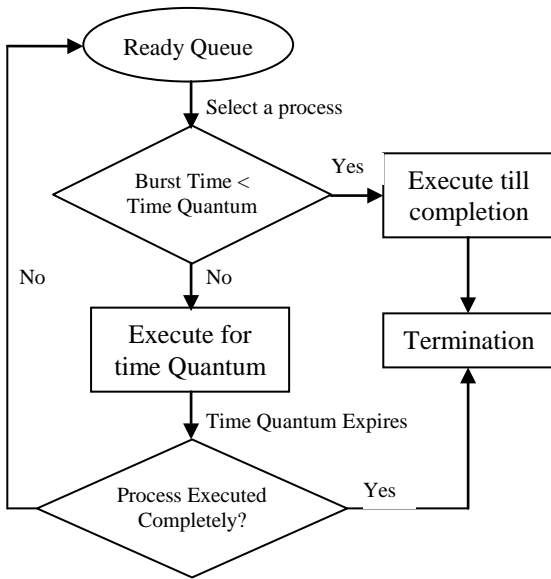 Ready Queue
Select a process
Burst Time <
Time Quantum
Yes
Execute till
completion
No
No
Execute for
time Quantum
Termination
Time Quantum Expires
Process Executed
Completely?
Yes